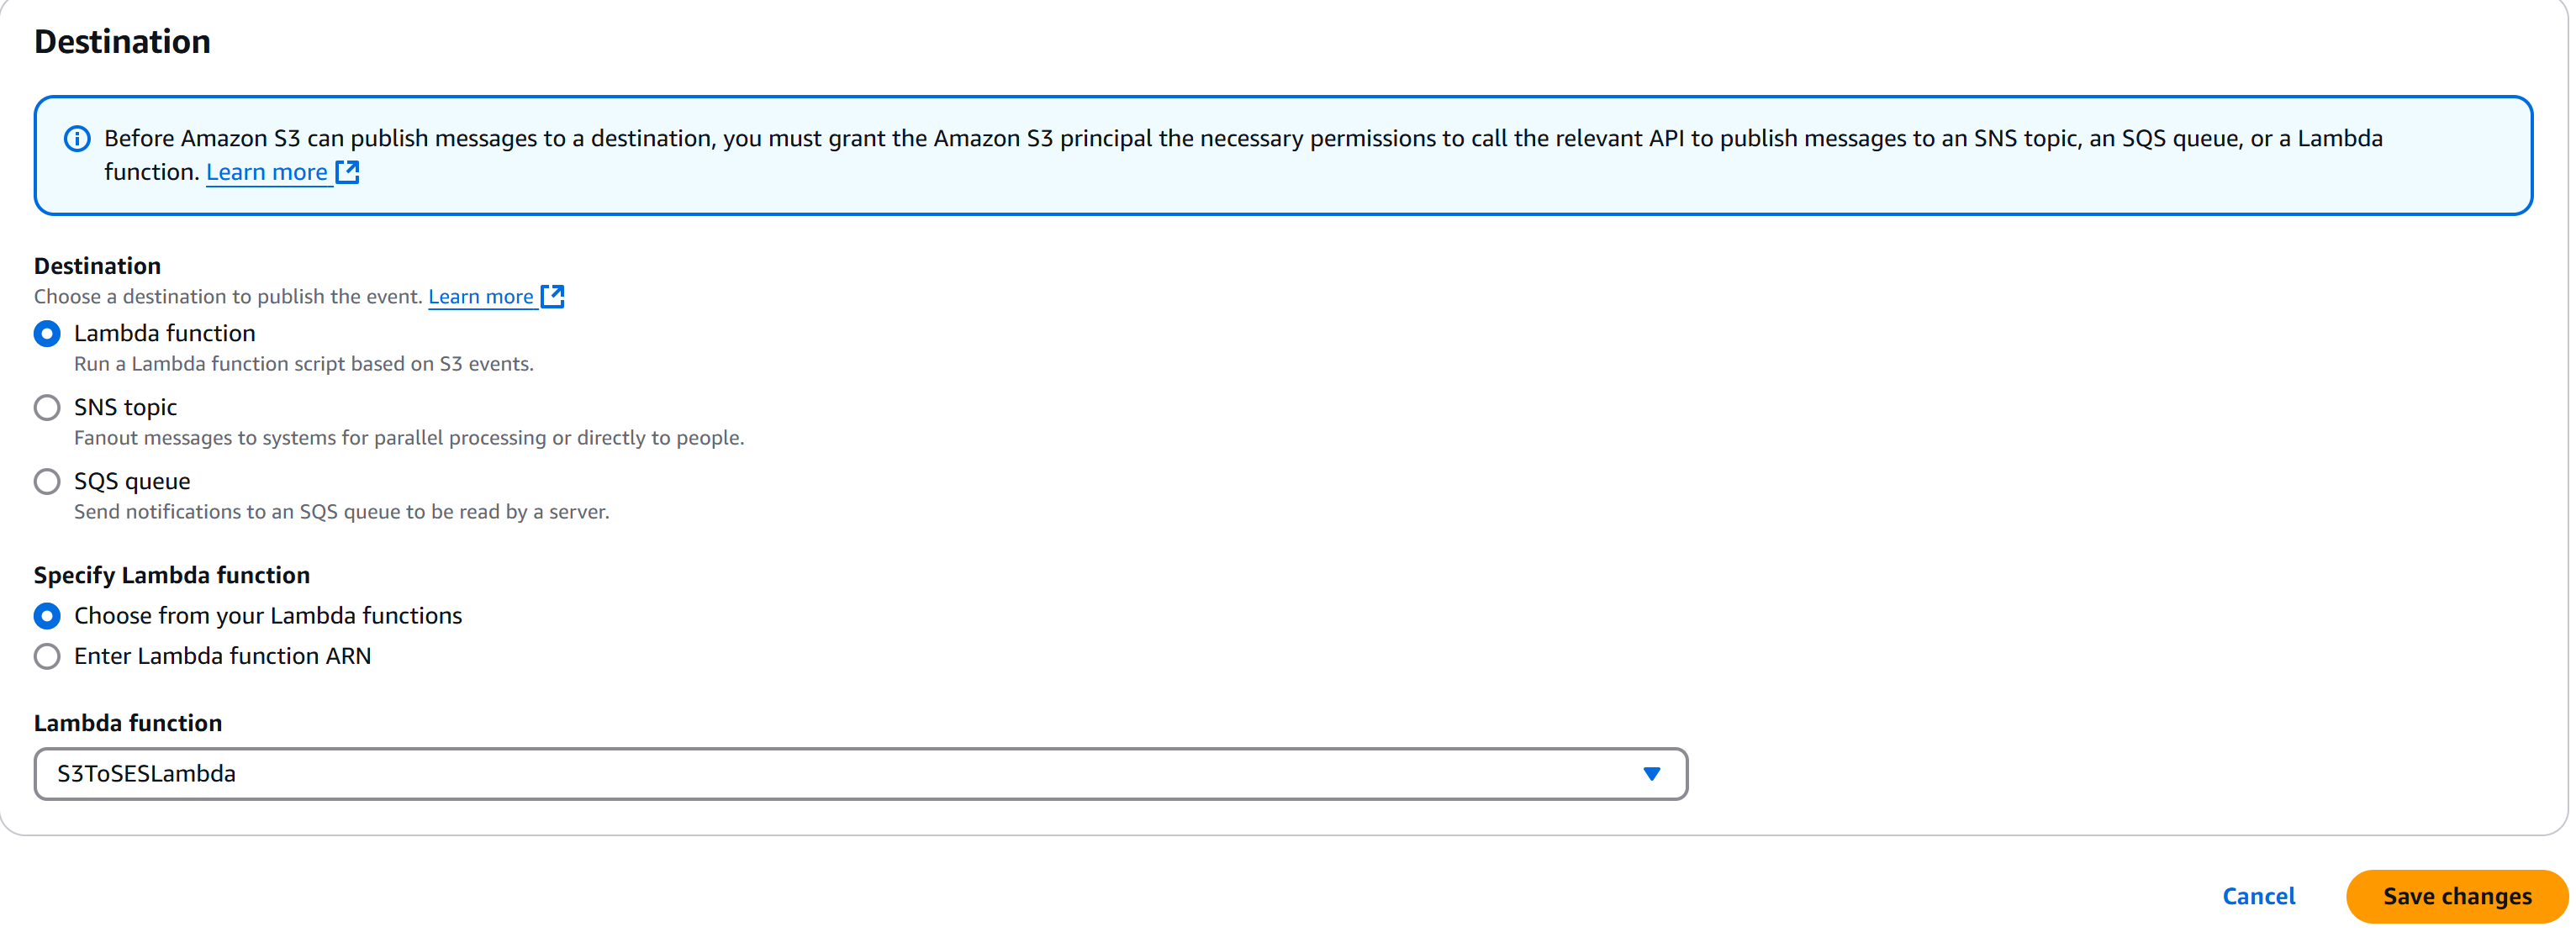 Destination
Before Amazon S3 can publish messages to a destination, you must grant the Amazon S3 principal the necessary permissions to call the relevant API to publish messages to an SNS topic, an SQS queue, or a Lambda
function. Learn more
Destination
Choose a destination to publish the event. Learn more
Lambda function
Run a Lambda function script based on S3 events.
SNS topic
Fanout messages to systems for parallel processing or directly to people.
SQS queue
Send notifications to an SQS queue to be read by a server.
Specify Lambda function
Choose from your Lambda functions
Enter Lambda function ARN
Lambda function
S3ToSESLambda
Cancel Save changes